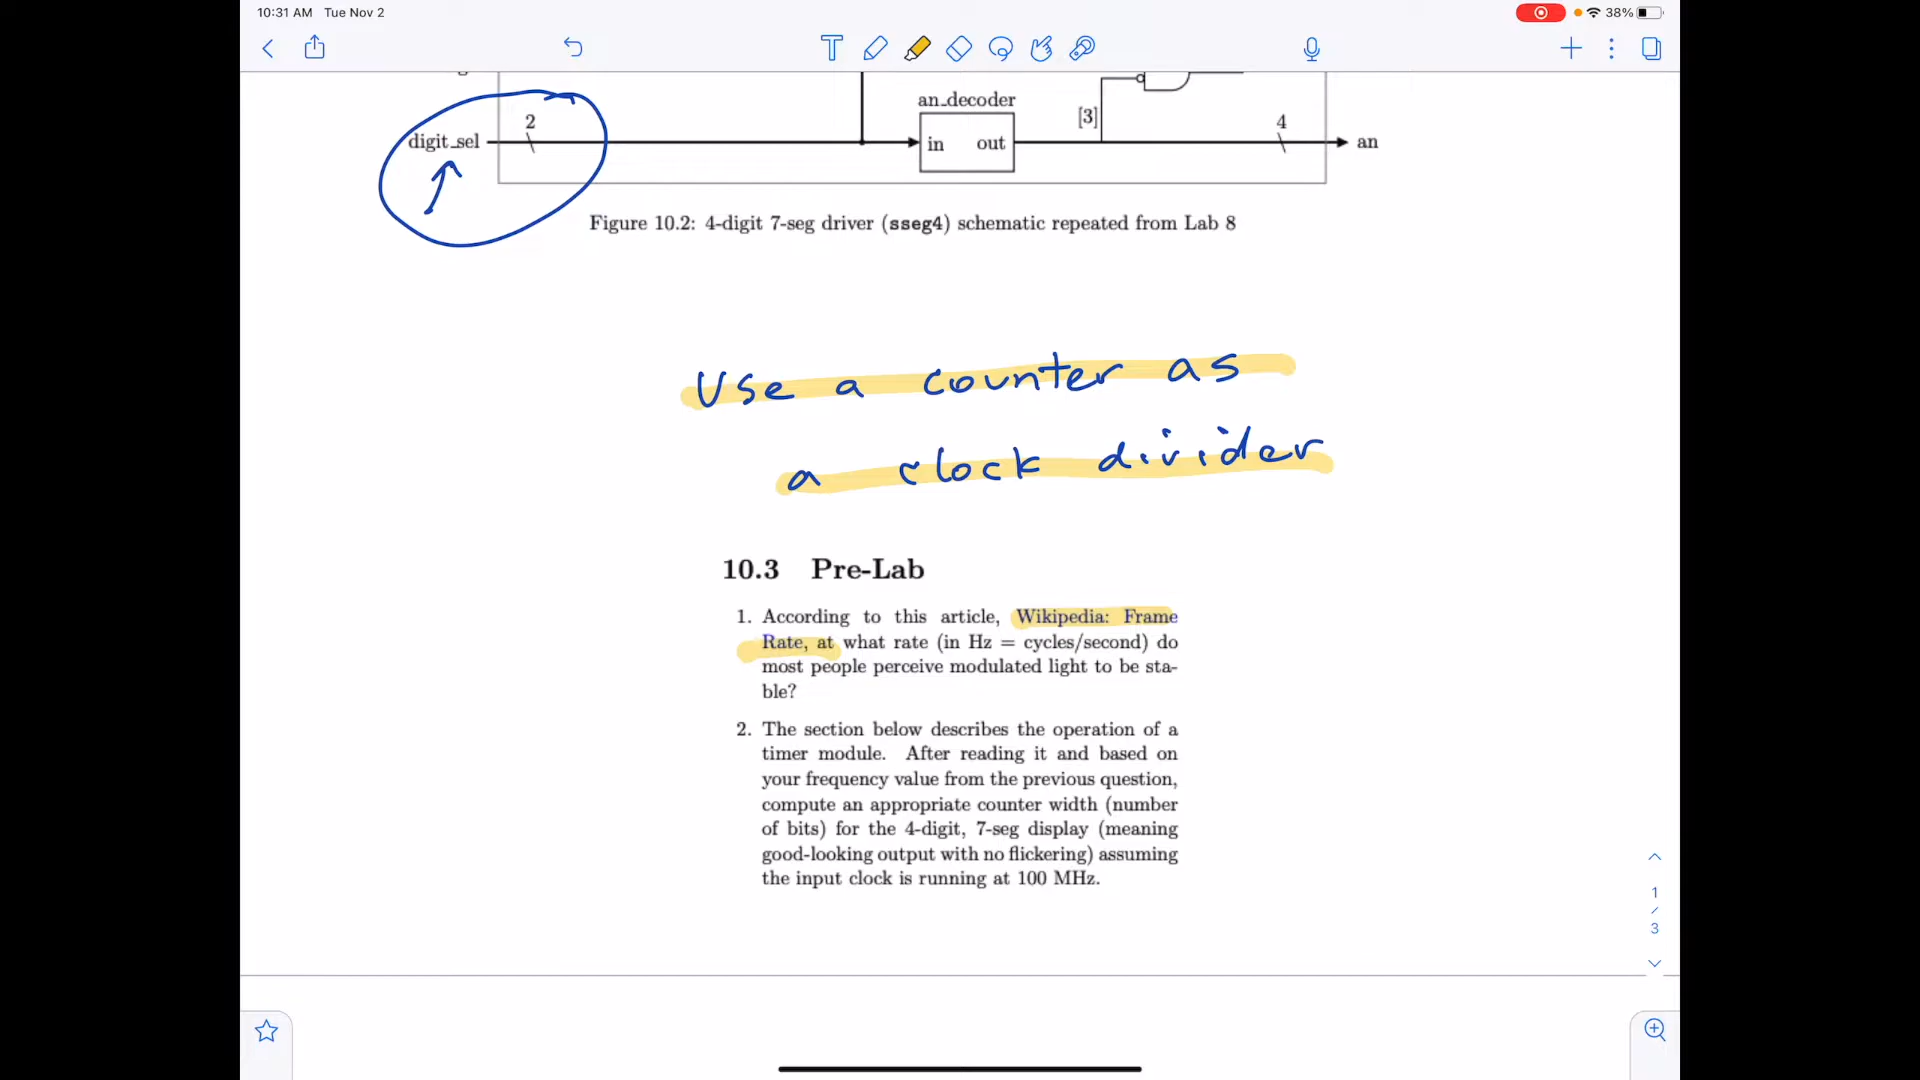 10:31 AM Tue Nov 2
38%
an_decoder
2
[3]
4
digit_sel
in out
an
Figure 10.2: 4-digit 7-seg driver (sseg4) schematic repeated from Lab 8
Use a counter as
a clock divider
10.3 Pre-Lab
1. According to this article, Wikipedia: Frame
Rate, at what rate (in Hz = cycles/second) do
most people perceive modulated light to be sta-
ble?
2. The section below describes the operation of a
timer module. After reading it and based on
your frequency value from the previous question,
compute an appropriate counter width (number
of bits) for the 4-digit, 7-seg display (meaning
good-looking output with no flickering) assuming
the input clock is running at 100 MHz.
1
/
3